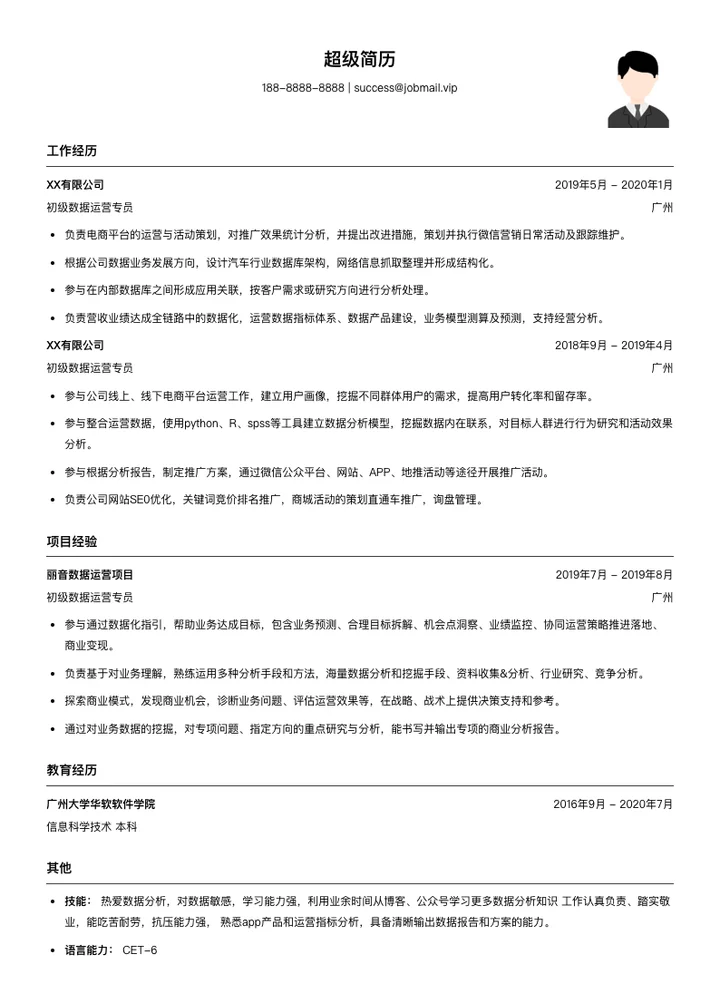 超级简历
188-8888-8888 | success@jobmail.vip
工作经历
XX有限公司 2019年5月 - 2020年1月
初级数据运营专员 广州
• 负责电商平台的运营与活动策划，对推广效果统计分析，并提出改进措施，策划并执行微信营销日常活动及跟踪维护。
• 根据公司数据业务发展方向，设计汽车行业数据库架构，网络信息抓取整理并形成结构化。
• 参与在内部数据库之间形成应用关联，按客户需求或研究方向进行分析处理。
• 负责营收业绩达成全链路中的数据化，运营数据指标体系、数据产品建设，业务模型测算及预测，支持经营分析。
XX有限公司 2018年9月 - 2019年4月
初级数据运营专员 广州
• 参与公司线上、线下电商平台运营工作，建立用户画像，挖掘不同群体用户的需求，提高用户转化率和留存率。
• 参与整合运营数据，使用python、R、spss等工具建立数据分析模型，挖掘数据内在联系，对目标人群进行行为研究和活动效果
分析。
• 参与根据分析报告，制定推广方案，通过微信公众平台、网站、APP、地推活动等途径开展推广活动。
• 负责公司网站SEO优化，关键词竞价排名推广，商城活动的策划直通车推广，询盘管理。
项目经验
丽音数据运营项目 2019年7月 - 2019年8月
初级数据运营专员 广州
• 参与通过数据化指引，帮助业务达成目标，包含业务预测、合理目标拆解、机会点洞察、业绩监控、协同运营策略推进落地、
商业变现。
• 负责基于对业务理解，熟练运用多种分析手段和方法，海量数据分析和挖掘手段、资料收集&分析、行业研究、竞争分析。
• 探索商业模式，发现商业机会，诊断业务问题、评估运营效果等，在战略、战术上提供决策支持和参考。
• 通过对业务数据的挖掘，对专项问题、指定方向的重点研究与分析，能书写并输出专项的商业分析报告。
教育经历
广州大学华软软件学院 2016年9月 - 2020年7月
信息科学技术 本科
其他
• 技能： 热爱数据分析，对数据敏感，学习能力强，利用业余时间从博客、公众号学习更多数据分析知识 工作认真负责、踏实敬
业，能吃苦耐劳，抗压能力强， 熟悉app产品和运营指标分析，具备清晰输出数据报告和方案的能力。
• 语言能力： CET-6